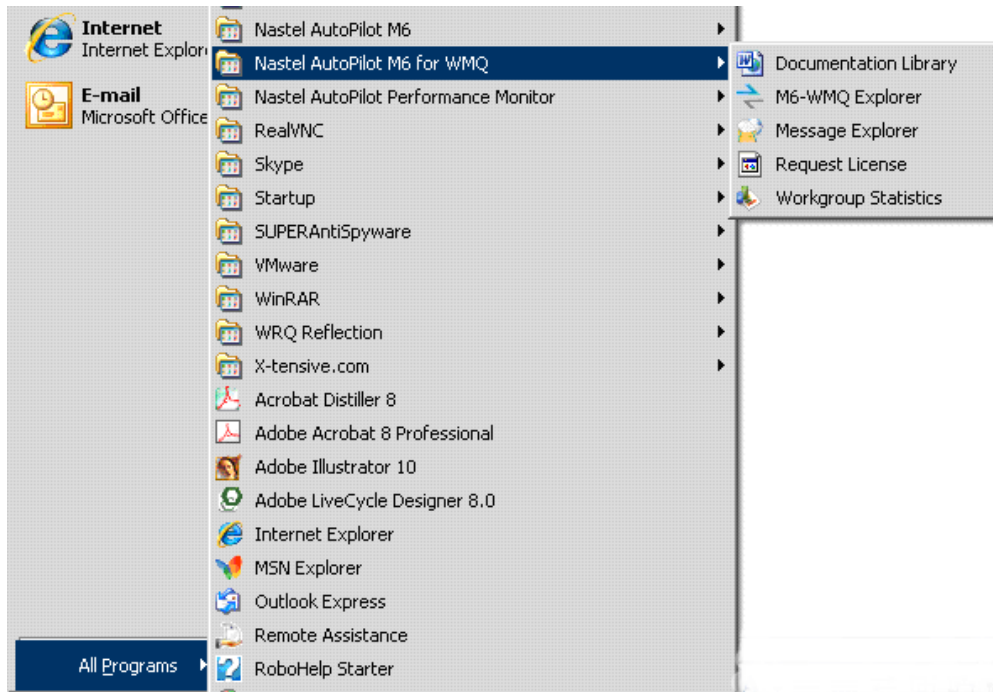 Internet
Internet Explor
E-mail
Microsoft Office
All Programs
Nastel AutoPilot M6
Nastel AutoPilot M6 for WMQ
Nastel AutoPilot Performance Monitor
RealVNC
Skype
Startup
SUPERAntiSpyware
VMware
WinRAR
WRQ Reflection
X-tensive.com
Acrobat Distiller 8
Adobe Acrobat 8 Professional
Adobe Illustrator 10
Adobe LiveCycle Designer 8.0
Internet Explorer
MSN Explorer
Outlook Express
Remote Assistance
RoboHelp Starter
Documentation Library
M6-WMQ Explorer
Message Explorer
Request License
Workgroup Statistics